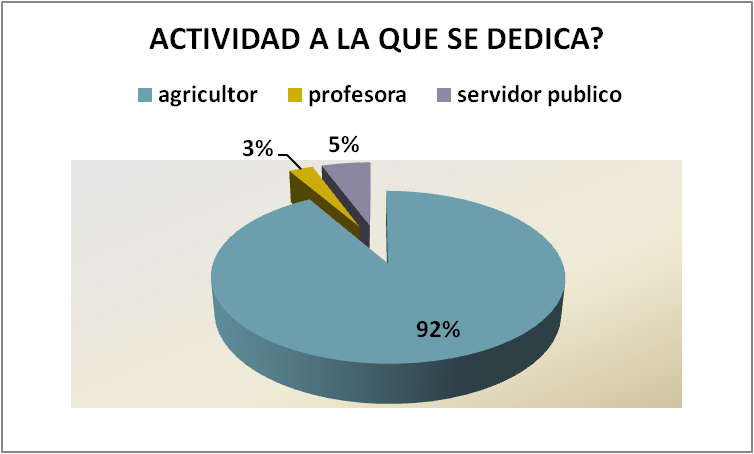 ACTIVIDAD A LA QUE SE DEDICA?
agricultor profesora servidor publico
3% 5%
92%